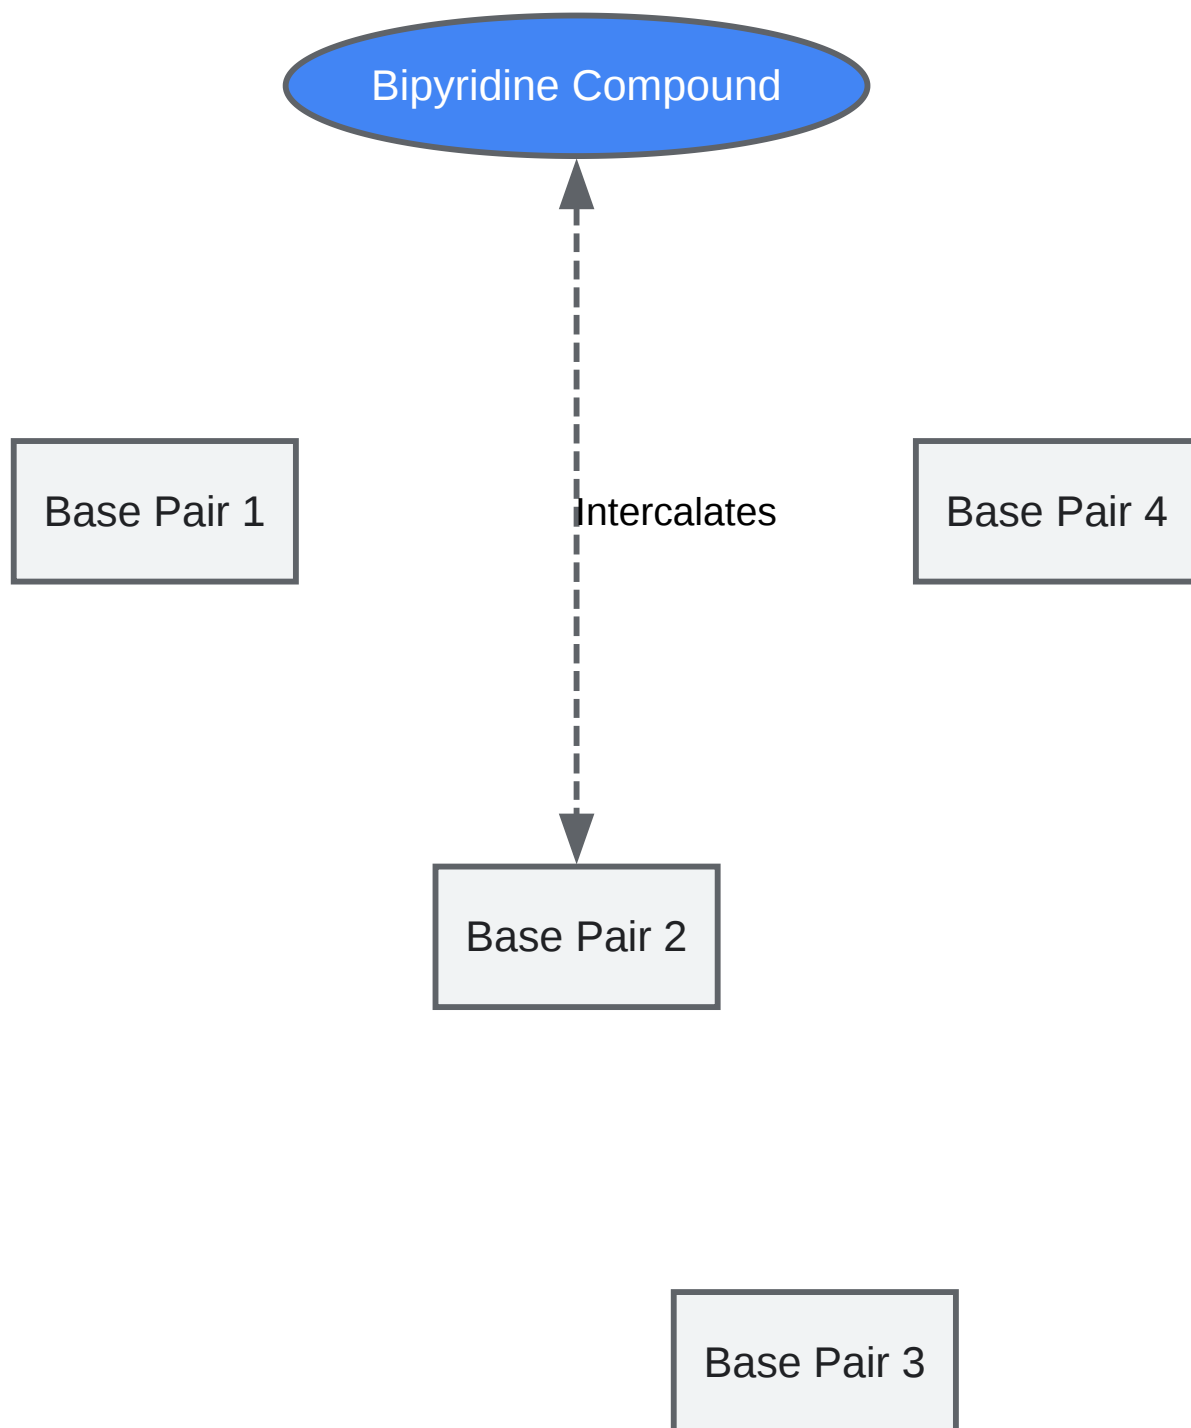 Bipyridine Compound
Base Pair 1
Intercalates
Base Pair 4
Base Pair 2
Base Pair 3